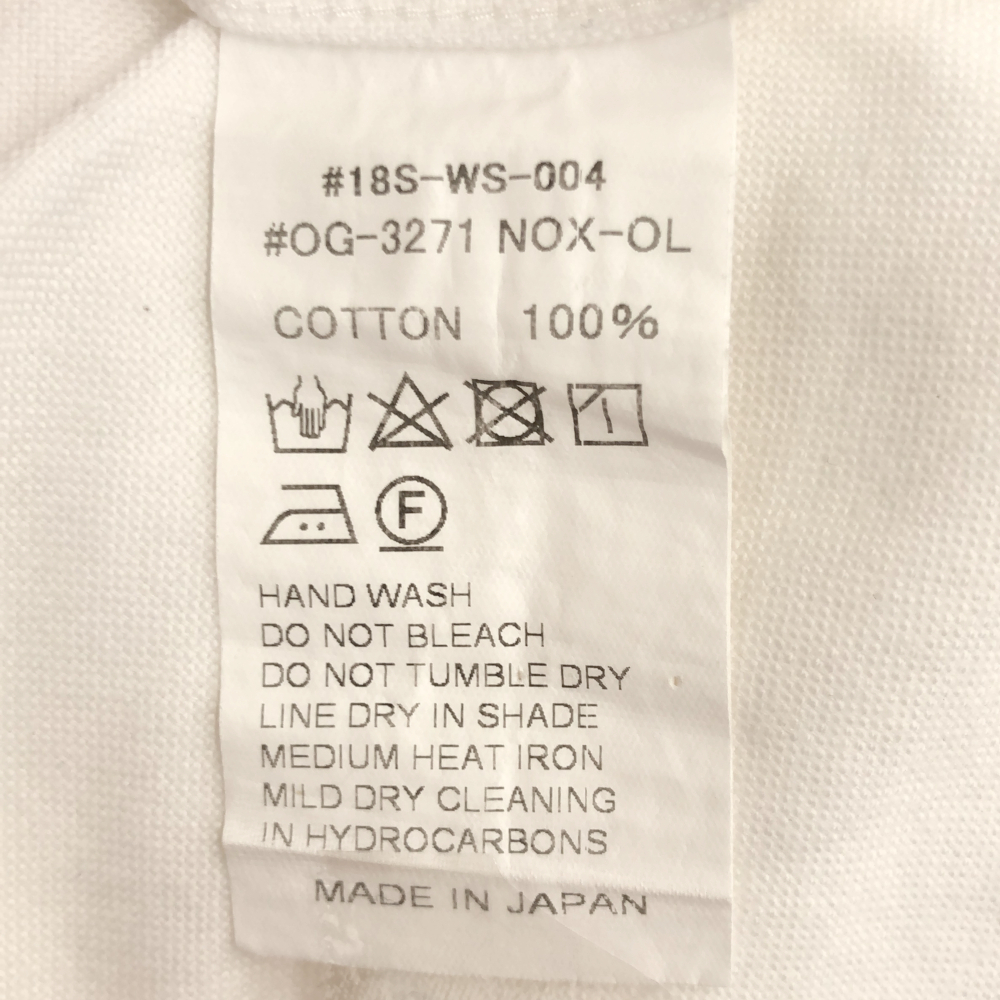 #18S-WS-004
#OG-3271 NOX-OL
COTTON 100%
F
HAND WASH
DO NOT BLEACH
DO NOT TUMBLE DRY
LINE DRY IN SHADE
MEDIUM HEAT IRON
MILD DRY CLEANING
IN HYDROCARBONS
MADE IN JAPAN